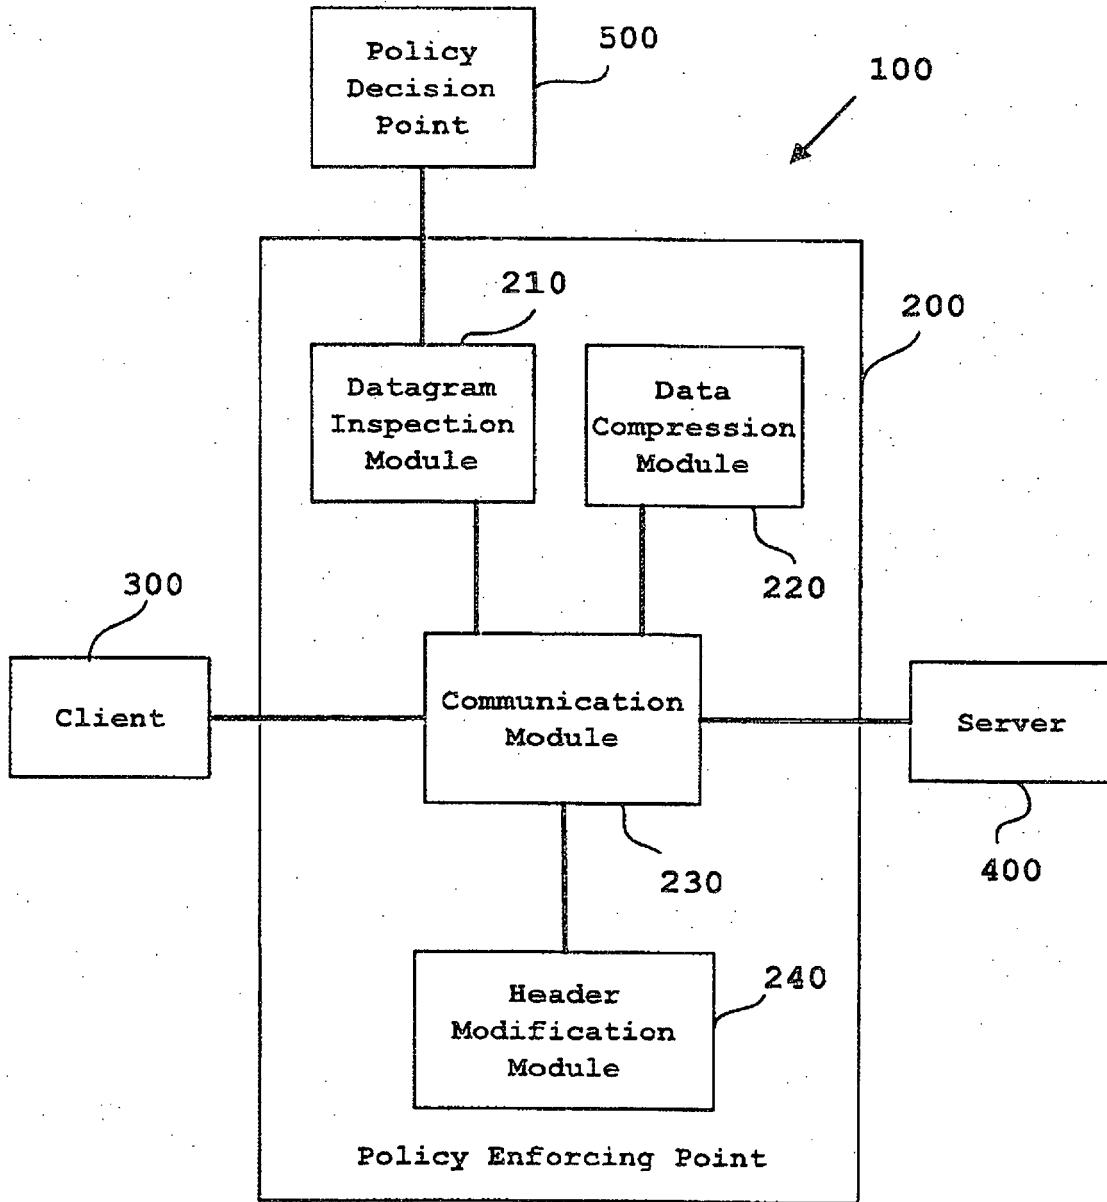 Policy
Decision
Point
500
100
210
200
Datagram
Inspection
Module
Data
Compression
Module
220
300
Client
Communication
Module
Server
230
400
Header
Modification
Module
240
Policy Enforcing Point